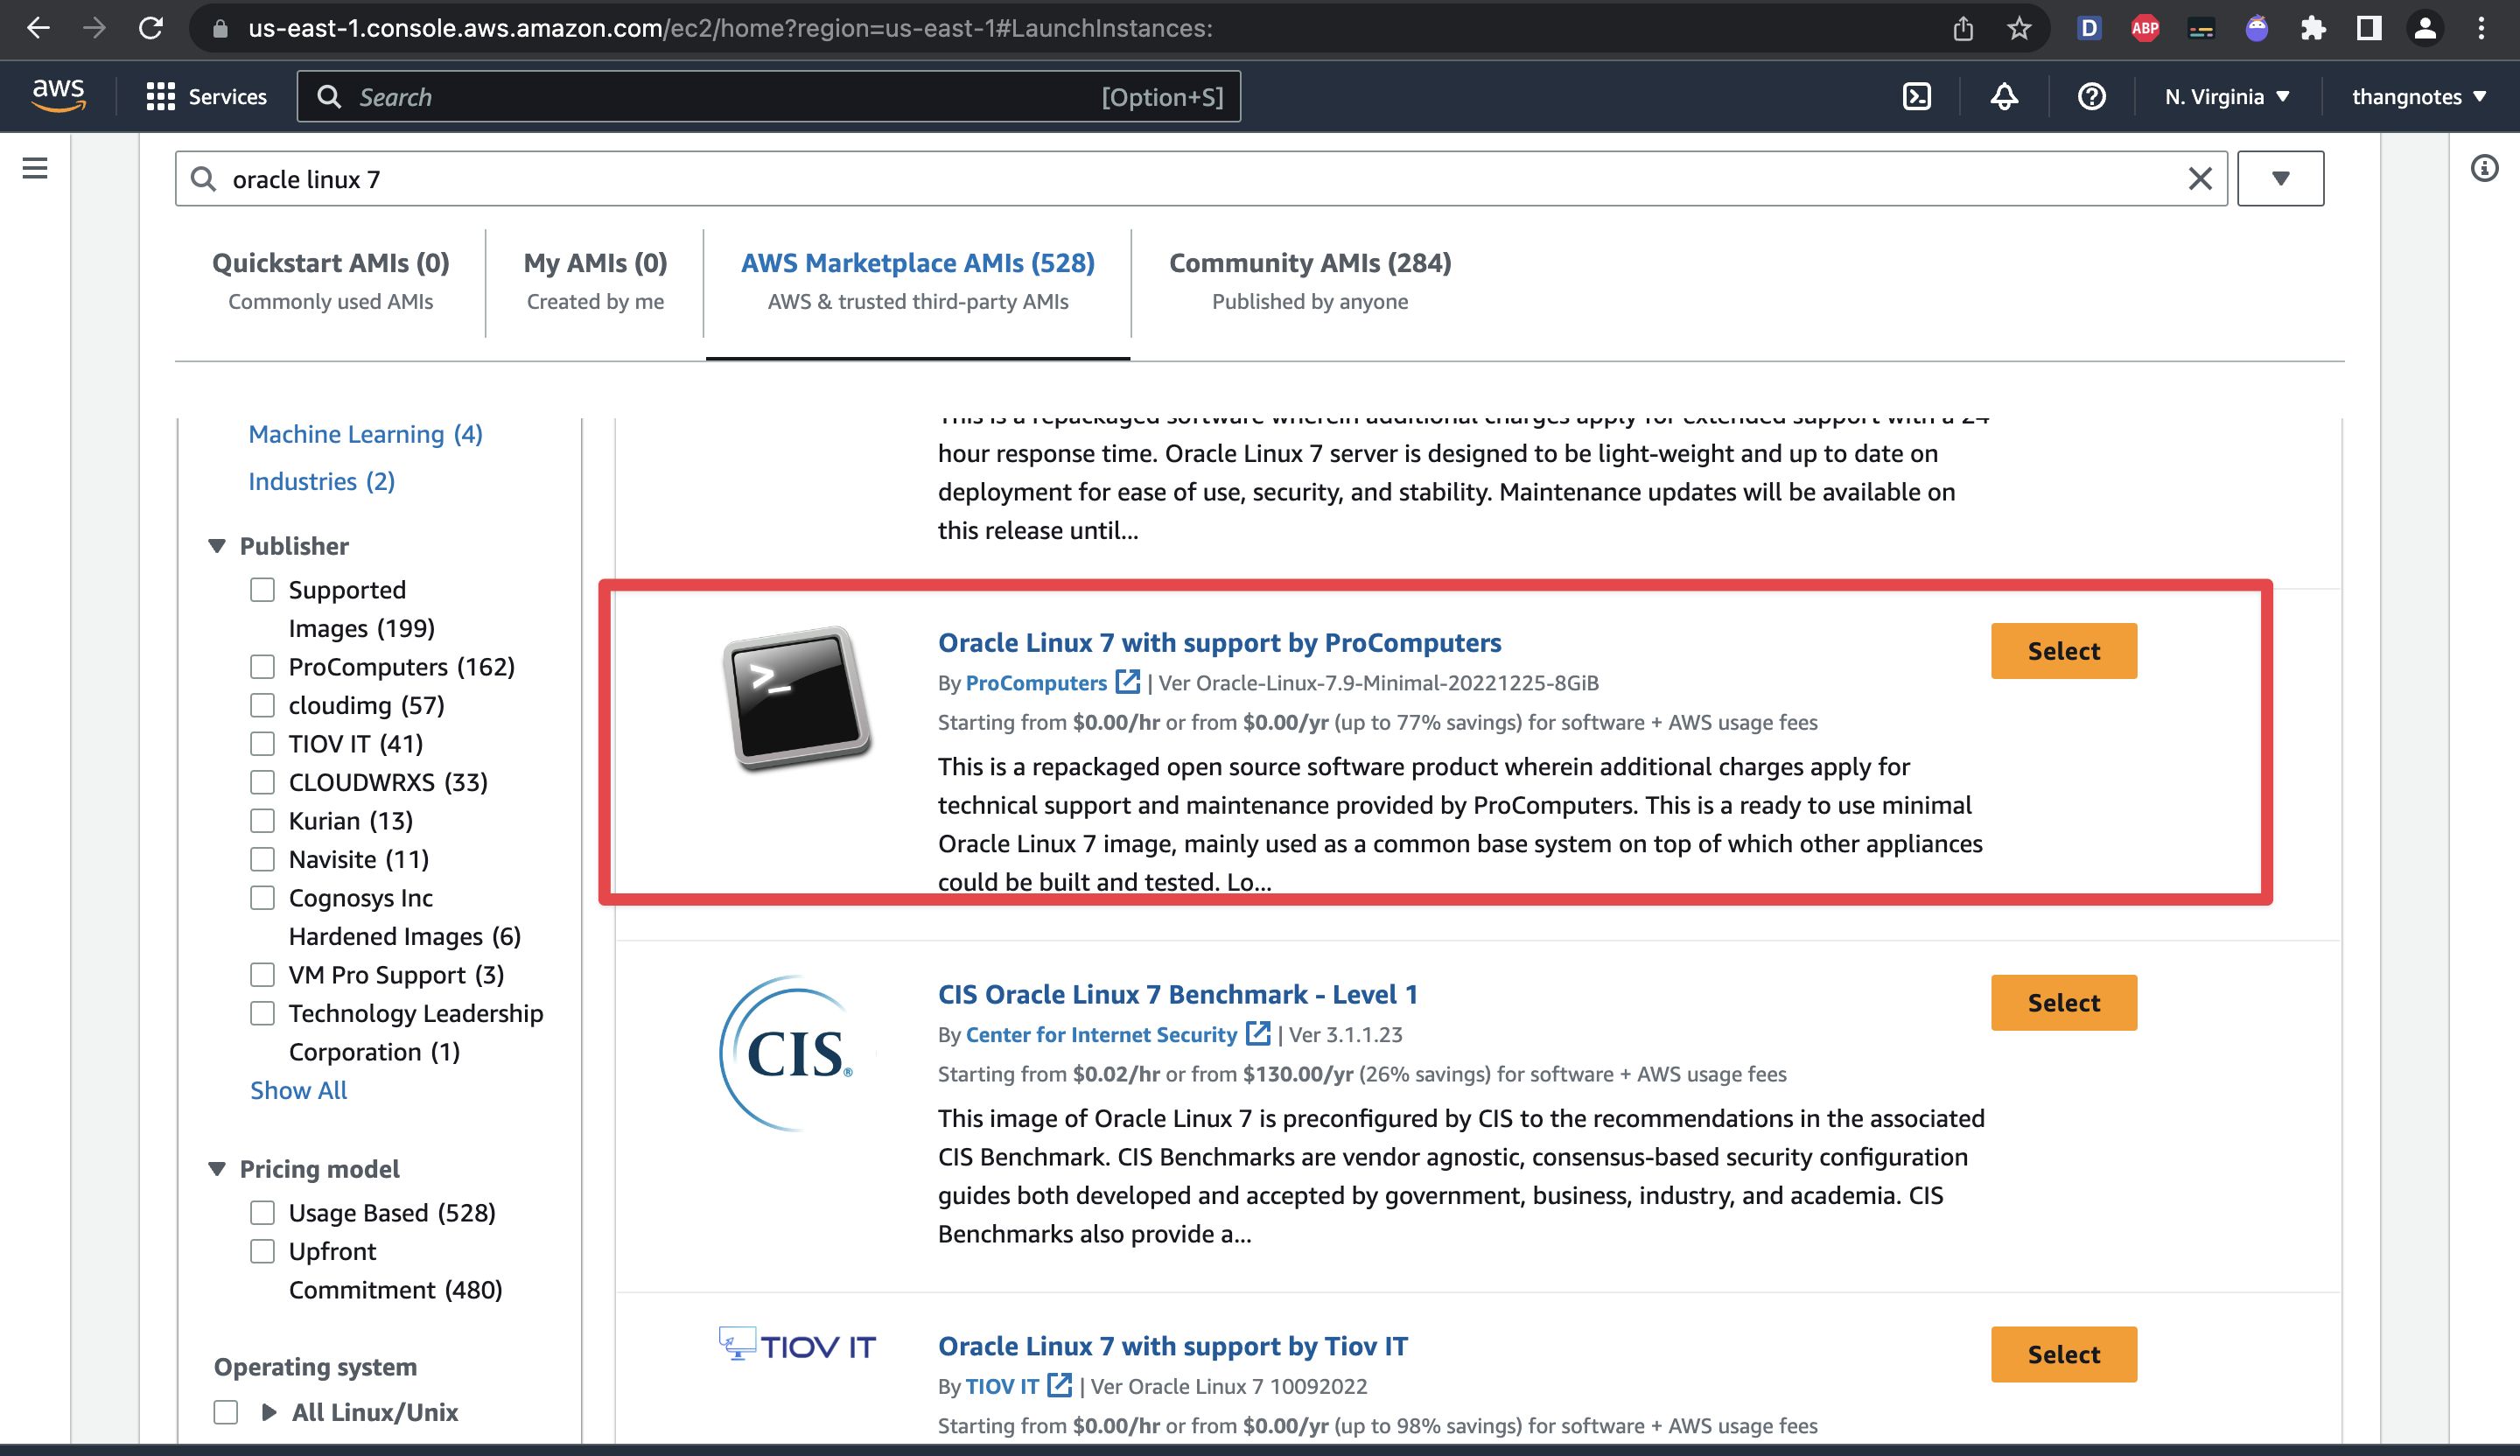 us-east-1.console.aws.amazon.com/ec2/home?region=us-east-1#LaunchInstances:
D
ABP
aws
Services
Search
[Option+S]
N. Virginia
thangnotes
oracle linux 7
Quickstart AMIs (0)
Commonly used AMIs
My AMIs (0)
Created by me
AWS Marketplace AMIs (528)
AWS & trusted third-party AMIs
Community AMIs (284)
Published by anyone
Machine Learning (4)
Industries (2)
Publisher
Supported
Images (199)
ProComputers (162)
cloudimg (57)
TIOV IT (41)
CLOUDWRXS (33)
Kurian (13)
Navisite (11)
Cognosys Inc
Hardened Images (6)
VM Pro Support (3)
Technology Leadership
Corporation (1)
Show All
Pricing model
Usage Based (528)
Upfront
Commitment (480)
Operating system
All Linux/Unix
This is a repackaged software wherein additional charges apply for extended support with a 24
hour response time. Oracle Linux 7 server is designed to be light-weight and up to date on
deployment for ease of use, security, and stability. Maintenance updates will be available on
this release until...
>_
Oracle Linux 7 with support by ProComputers
By ProComputers | Ver Oracle-Linux-7.9-Minimal-20221225-8GiB
Starting from $0.00/hr or from $0.00/yr (up to 77% savings) for software + AWS usage fees
This is a repackaged open source software product wherein additional charges apply for
technical support and maintenance provided by ProComputers. This is a ready to use minimal
Oracle Linux 7 image, mainly used as a common base system on top of which other appliances
could be built and tested. Lo...
Select
CIS®
CIS Oracle Linux 7 Benchmark - Level 1
By Center for Internet Security | Ver 3.1.1.23
Starting from $0.02/hr or from $130.00/yr (26% savings) for software + AWS usage fees
This image of Oracle Linux 7 is preconfigured by CIS to the recommendations in the associated
CIS Benchmark. CIS Benchmarks are vendor agnostic, consensus-based security configuration
guides both developed and accepted by government, business, industry, and academia. CIS
Benchmarks also provide a...
Select
TIOV IT
Oracle Linux 7 with support by Tiov IT
By TIOV IT | Ver Oracle Linux 7 10092022
Starting from $0.00/hr or from $0.00/yr (up to 98% savings) for software + AWS usage fees
Select